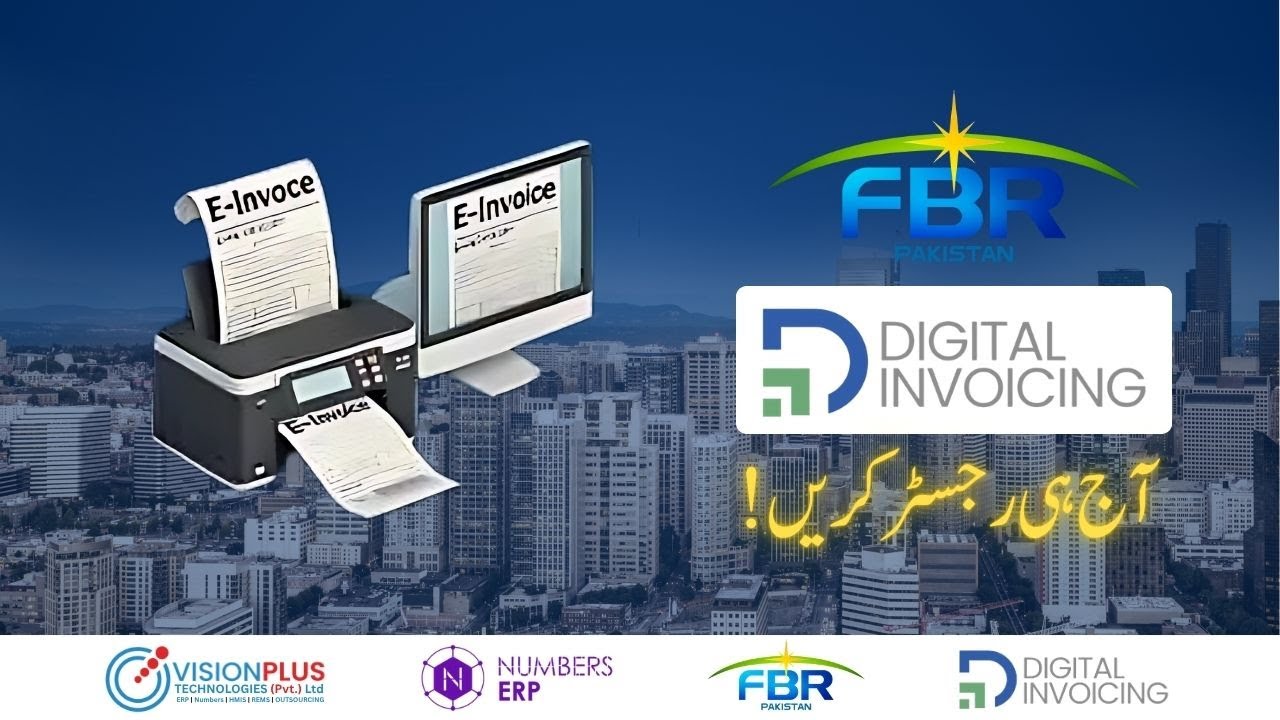 E-Invoce
E-Invoice
FBR
PAKISTAN
DIGITAL
INVOICING
آج ہی رجسٹر کریں!
VISIONPLUS
TECHNOLOGIES (Pvt.) Ltd
ERP | Numbers | HMIS | REMS | OUTSOURCING
N
NUMBERS
ERP
FBR
PAKISTAN
DIGITAL
INVOICING